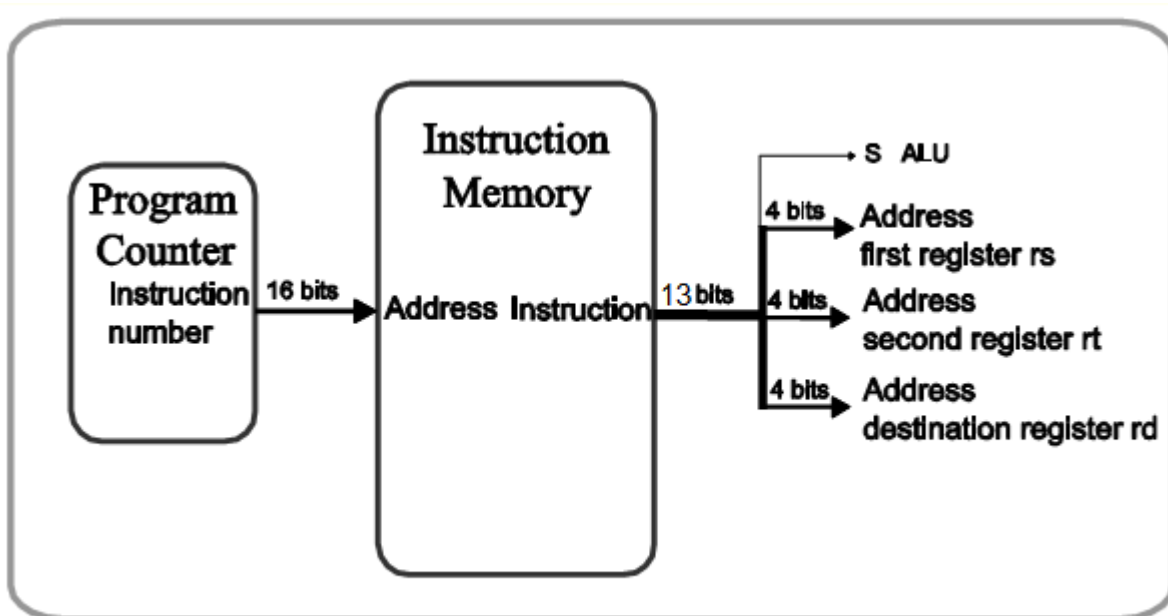 Program
Counter
Instruction
number
16 bits
Instruction
Memory
Address Instruction
13 bits
S ALU
4 bits
Address
first register rs
4 bits
Address
second register rt
4 bits
Address
destination register rd